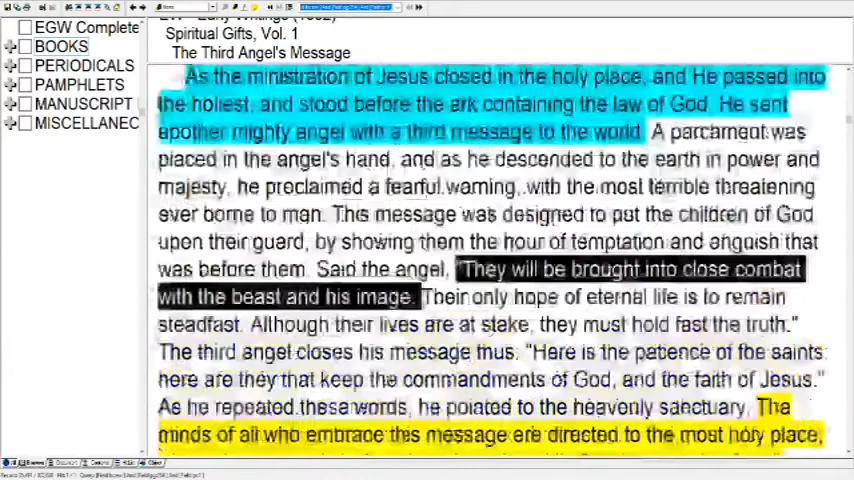 EGW Complete
BOOKS
PERIODICALS
PAMPHLETS
MANUSCRIPT
MISCELLANEC
Spiritual Gifts, Vol. 1
The Third Angel's Message
As the ministration of Jesus closed in the holy place, and He passed into
the holiest, and stood before the ark containing the law of God, He sent
another mighty angel with a third message to the world. A parchment was
placed in the angel's hand, and as he descended to the earth in power and
majesty, he proclaimed a fearful warning, with the most terrible threatening
ever borne to man. This message was designed to put the children of God
upon their guard, by showing them the hour of temptation and anguish that
was before them. Said the angel, "They will be brought into close combat
with the beast and his image. Their only hope of eternal life is to remain
steadfast. Although their lives are at stake, they must hold fast the truth."
The third angel closes his message thus: "Here is the patience of the saints:
here are they that keep the commandments of God, and the faith of Jesus."
As he repeated these words, he pointed to the heavenly sanctuary. The
minds of all who embrace this message are directed to the most holy place,